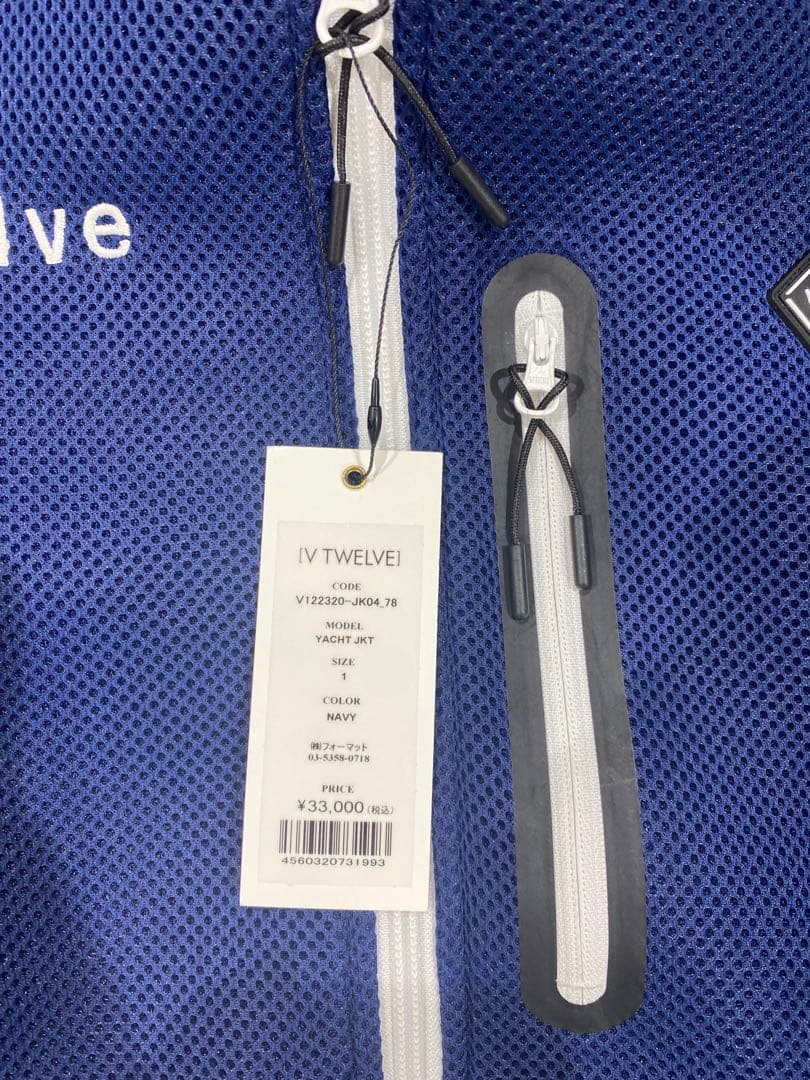 lve
[V TWELVE]
CODE
V122320-JK04_78
MODEL
YACHT JKT
SIZE
1
COLOR
NAVY
㈱フォーマット
03-5358-0718
PRICE
¥33,000(税込)
4560320731993